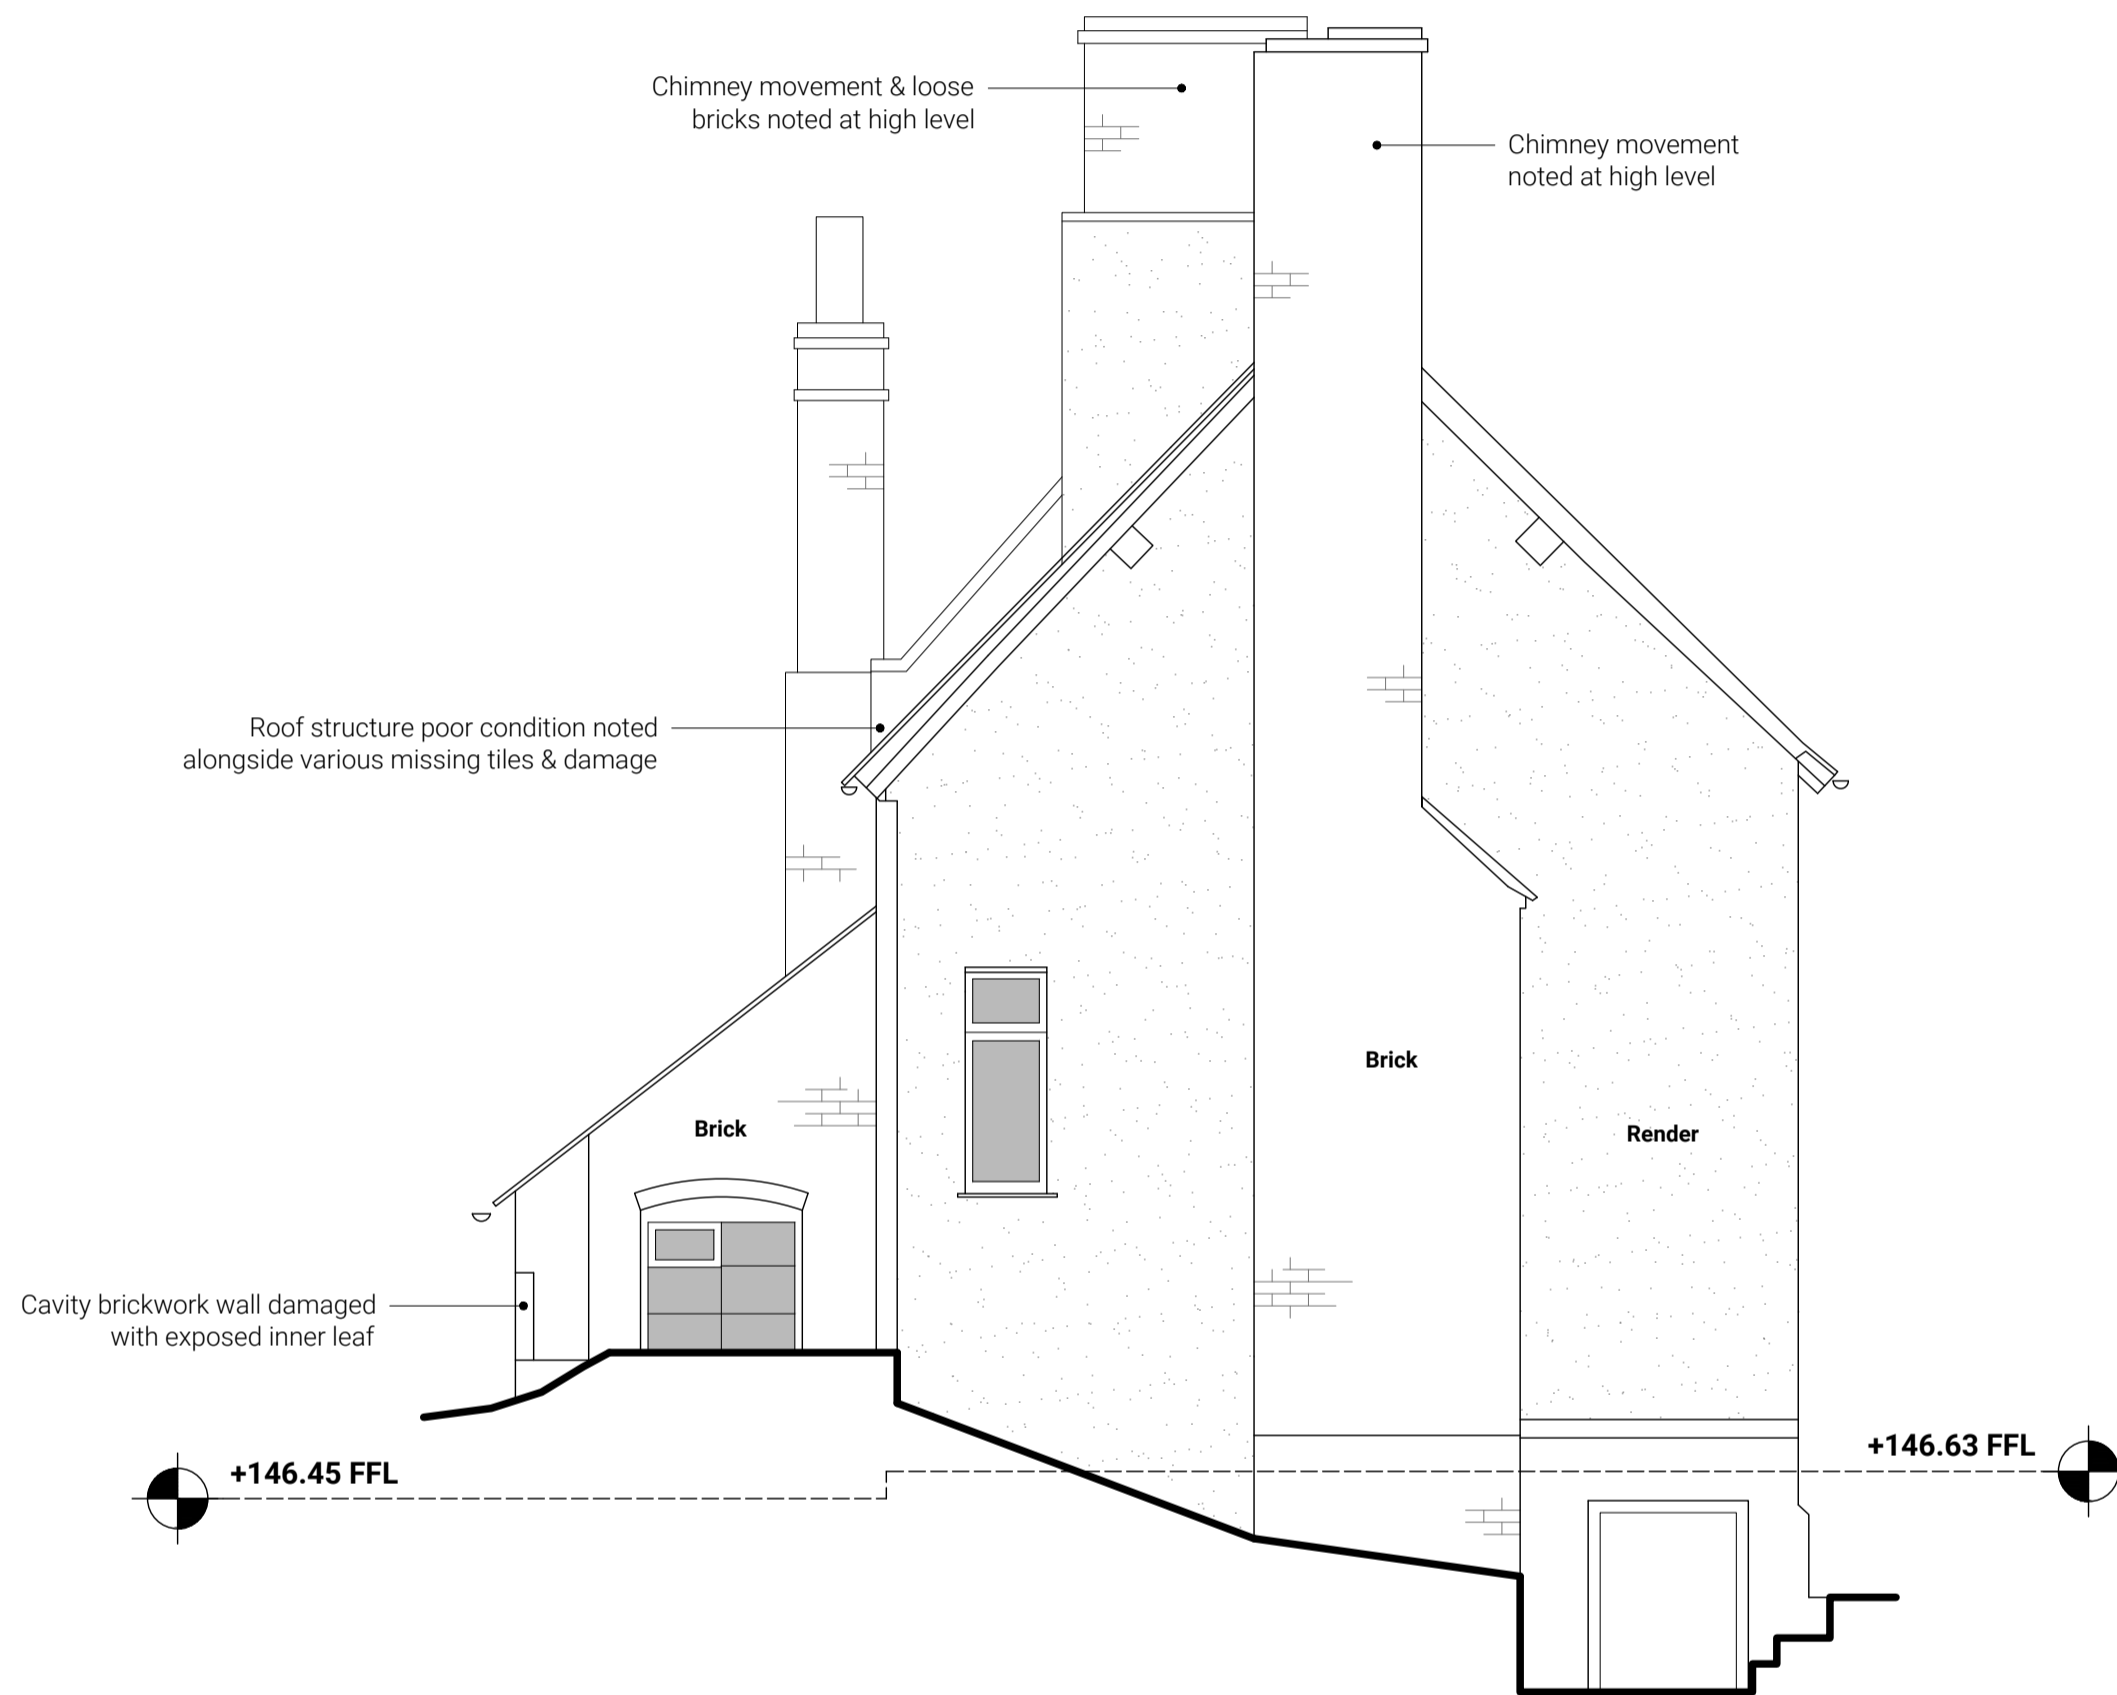 Chimney movement & loose
bricks noted at high level
Chimney movement
noted at high level
Roof structure poor condition noted
alongside various missing tiles & damage
Brick
Brick
Render
Cavity brickwork wall damaged
with exposed inner leaf
+146.45 FFL
+146.63 FFL